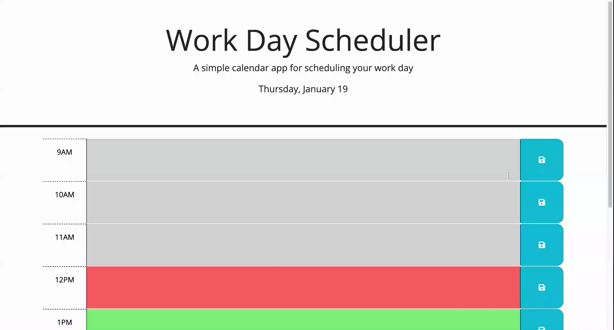 Work Day Scheduler
A simple calendar app for scheduling your work day
Thursday, January 19
9AM
10AM
11AM
12PM
1PM